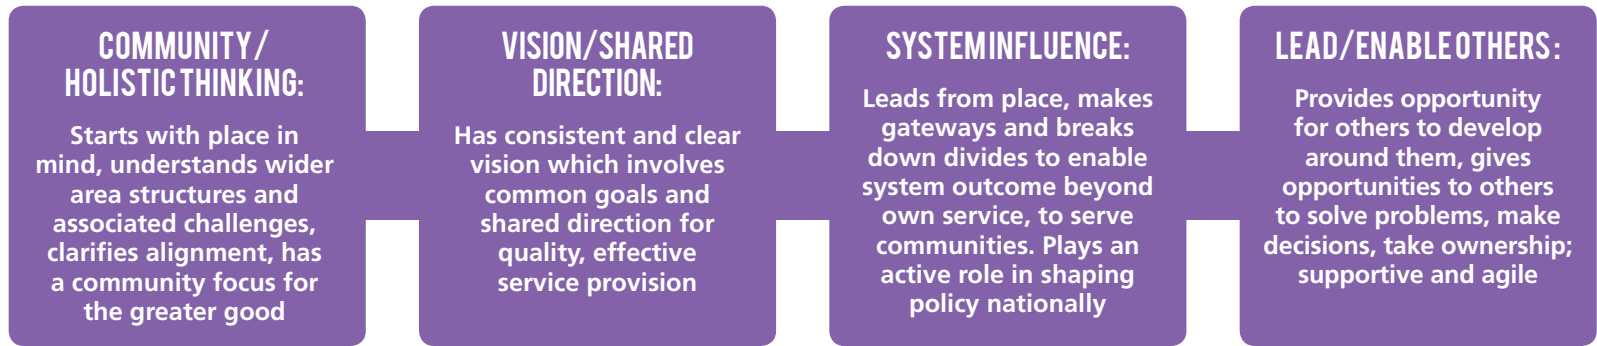 COMMUNITY/
HOLISTIC THINKING:
Starts with place in
mind, understands wider
area structures and
associated challenges,
clarifies alignment, has
a community focus for
the greater good
VISION/SHARED
DIRECTION:
Has consistent and clear
vision which involves
common goals and
shared direction for
quality, effective
service provision
SYSTEM INFLUENCE:
Leads from place, makes
gateways and breaks
down divides to enable
system outcome beyond
own service, to serve
communities. Plays an
active role in shaping
policy nationally
LEAD/ENABLE OTHERS:
Provides opportunity
for others to develop
around them, gives
opportunities to others
to solve problems, make
decisions, take ownership;
supportive and agile